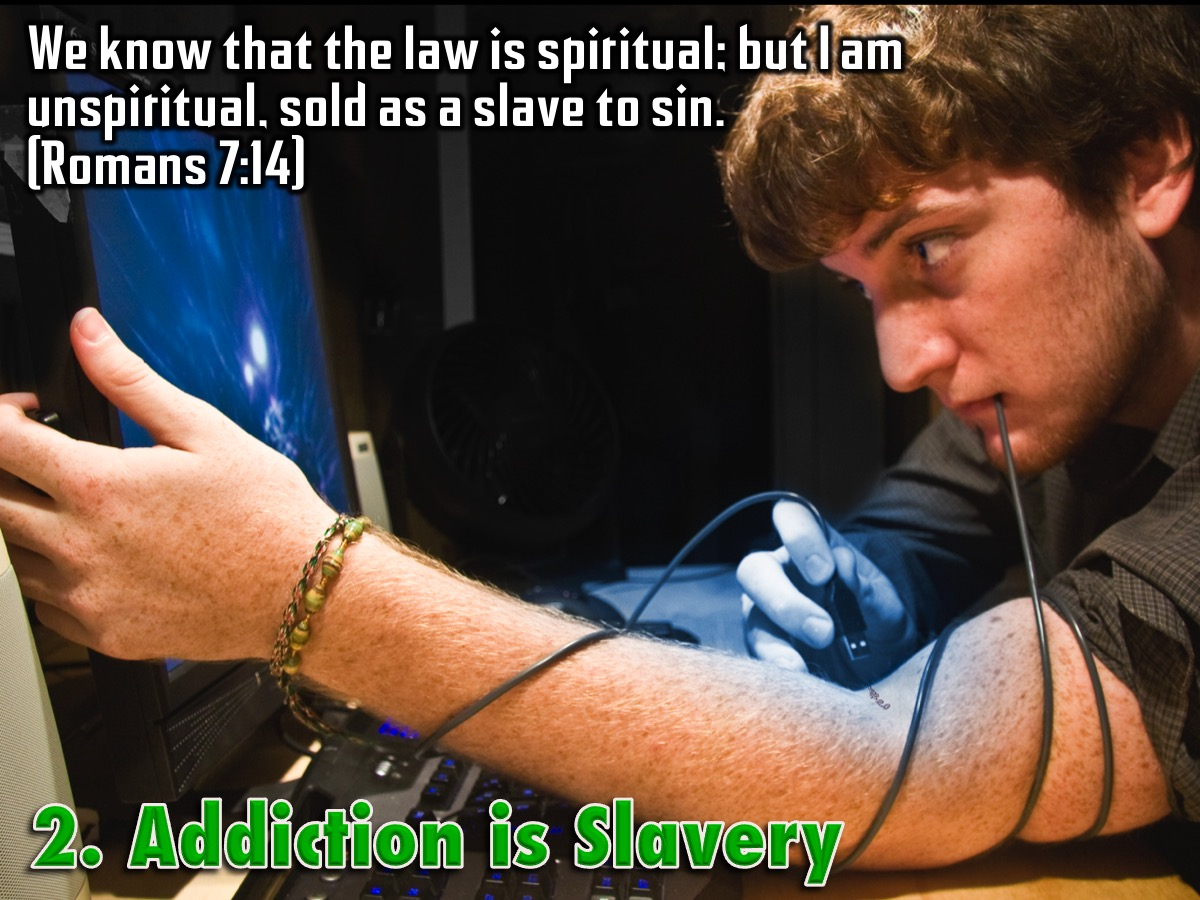 We know that the law is spiritual; but I am
unspiritual, sold as a slave to sin.
(Romans 7:14)
2. Addiction is Slavery